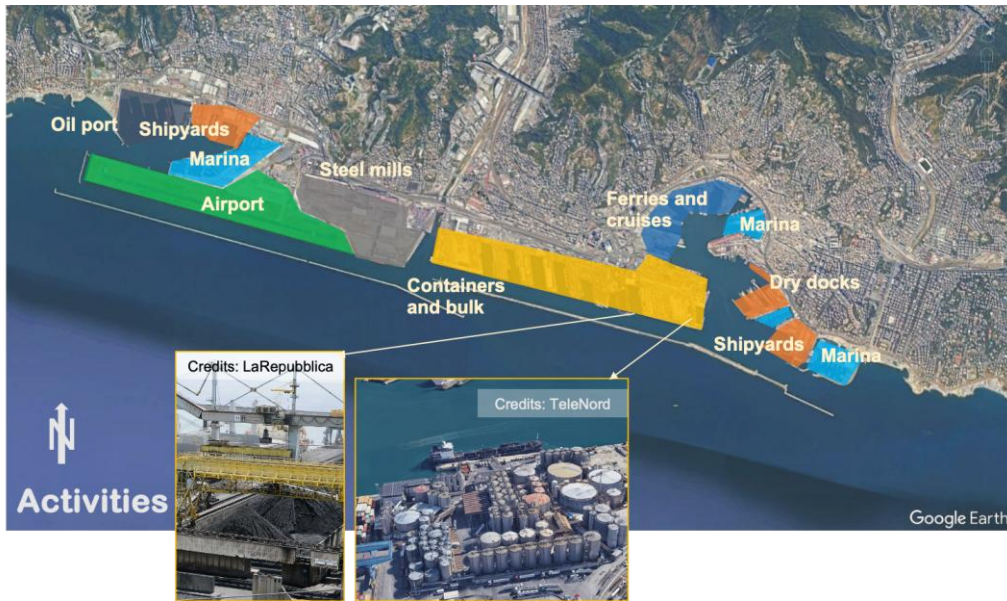 Oil port
Shipyards
Marina
Steel mills
Airport
Ferries and
cruises
Marina
Containers
and bulk
Dry docks
Shipyards
Marina
Credits: LaRepubblica
Credits: TeleNord
N
Activities
Google Earth